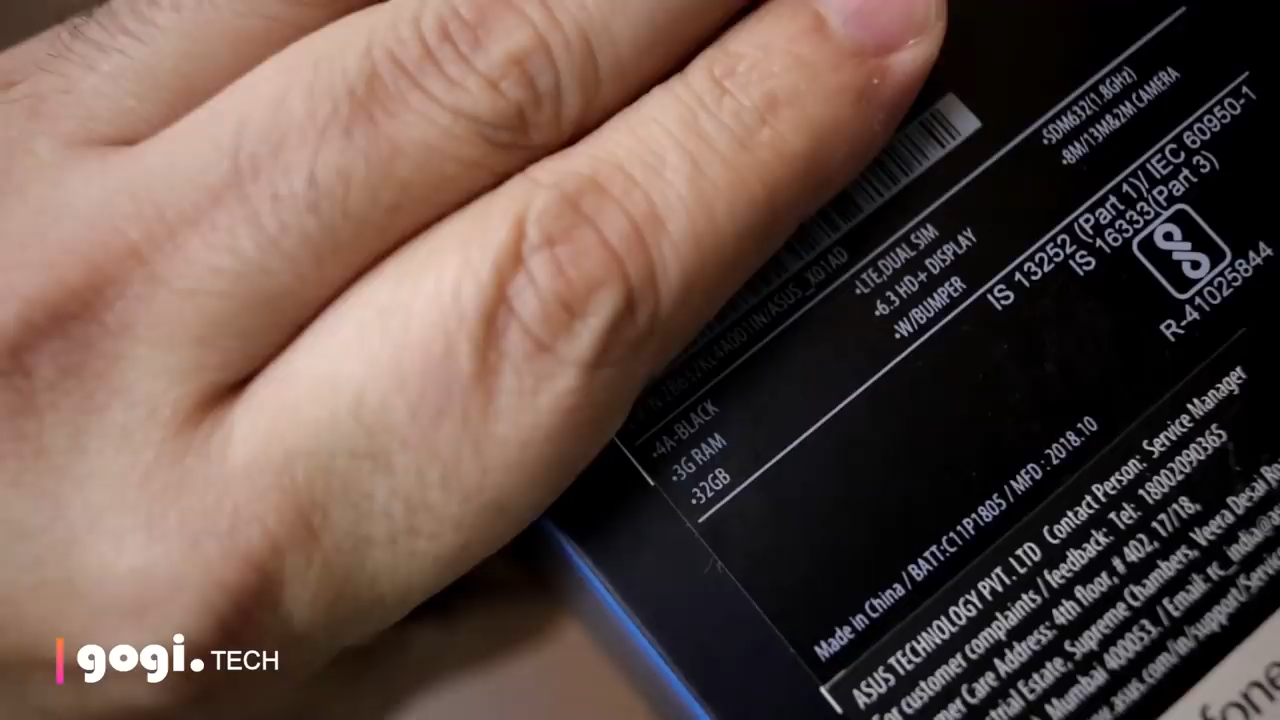 •SDM632(1.8GHz)
•8M/13M&2M CAMERA
•LTE,DUAL SIM
•6.3 HD+ DISPLAY
•W/BUMPER
•4A-BLACK
•3G RAM
•32GB
IS 13252 (Part 1)/ IEC 60950-1
IS 16333(Part 3)
R-41025844
Made in China / BATT:C11P1805 / MFD : 2018.10
ASUS TECHNOLOGY PVT. LTD Contact Person: Service Manager
For customer complaints / feedback: Tel: 18002090365
Care Address: 4th floor, # 402, 17/18,
Estate, Supreme Chambers, Veera Desai
Mumbai 400053. / Email:
gogi.TECH